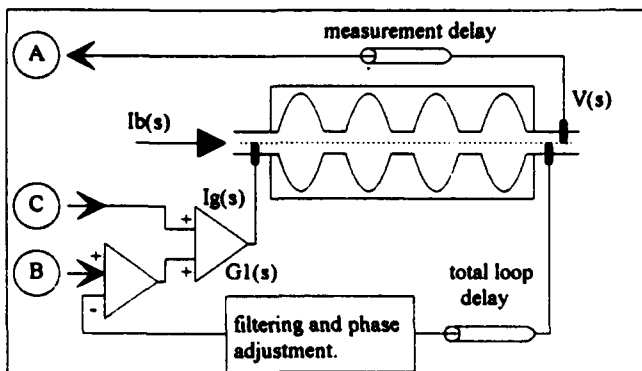 measurement delay
A
V(s)
Ib(s)
C
Ig(s)
+
+
G1(s)
B
+
-
total loop
delay
filtering and phase
adjustment.